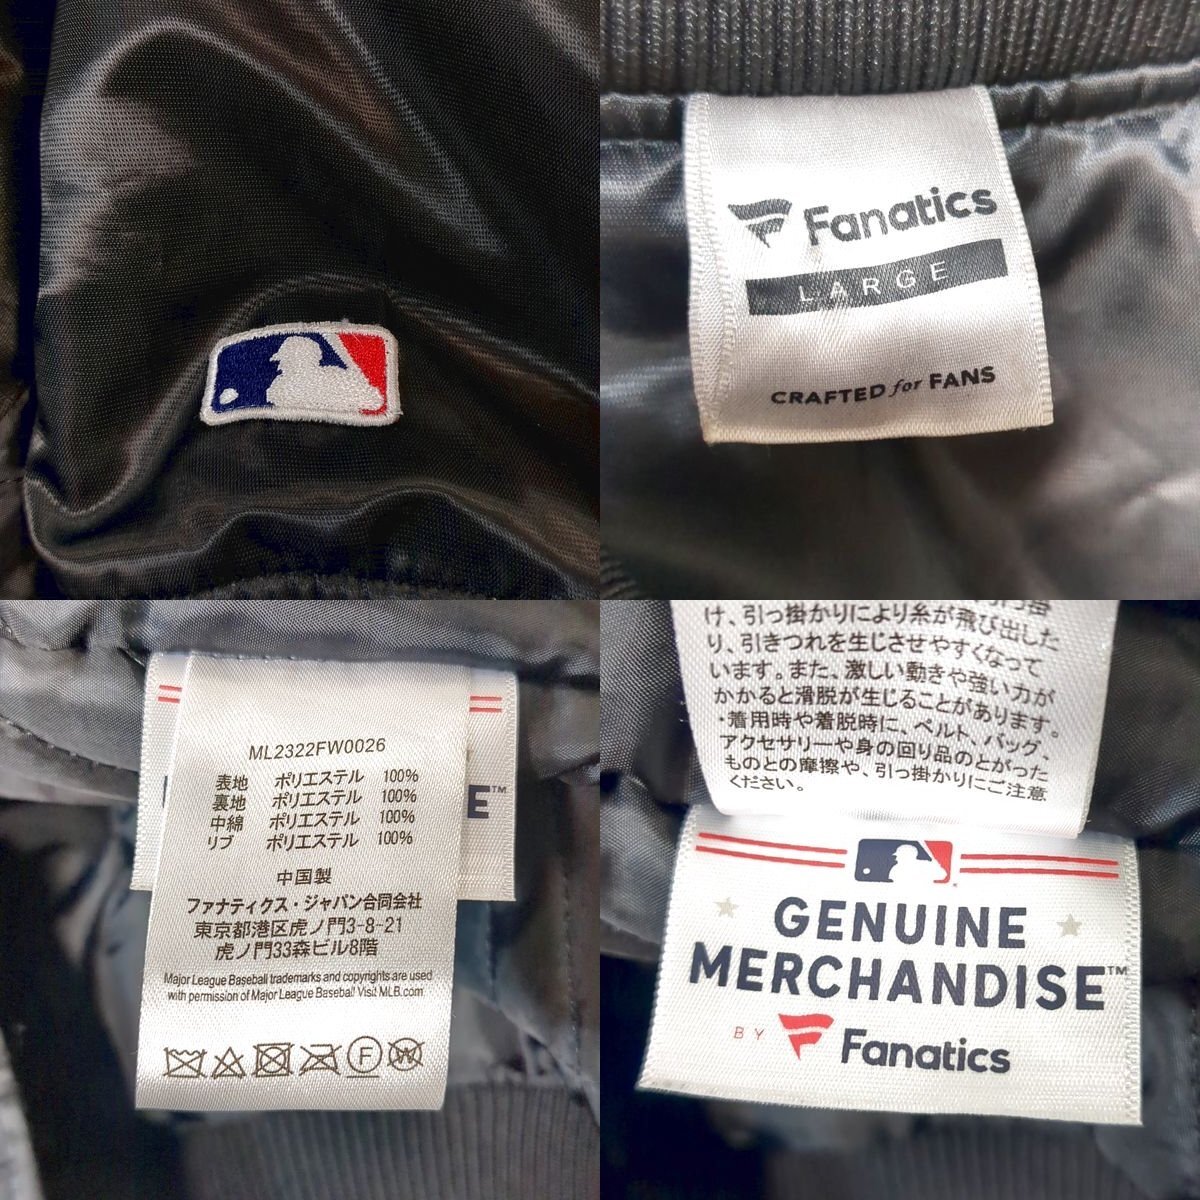 Fanatics
LARGE
CRAFTED for FANS
ML2322FW0026
表地 ポリエステル 100%
裏地 ポリエステル 100%
中綿 ポリエステル 100%
リブ ポリエステル 100%
中国製
ファナティクス・ジャパン合同会社
東京都港区虎ノ門3-8-21
虎ノ門33森ビル8階
Major League Baseball trademarks and copyrights are used
with permission of Major League Baseball Visit MLB.com
F
W
E™
け、引っ掛かりにより糸が飛び出した
り、引きつれを生じさせやすくなって
います。また、激しい動きや強い力が
かかると滑脱が生じることがあります。
・着用時や着脱時に、ベルト、バッグ、
アクセサリーや身の回り品のとがった
ものとの摩擦や、引っ掛かりにご注意
ください。
GENUINE
MERCHANDISE™
BY Fanatics